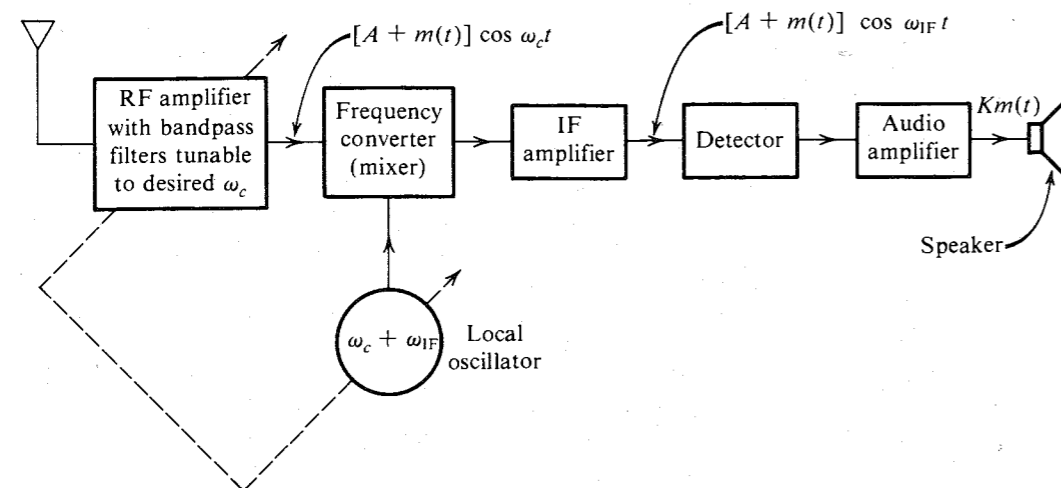 [A + m(t)] cos ω_c t
[A + m(t)] cos ω_IF t
RF amplifier
with bandpass
filters tunable
to desired ω_c
Frequency
converter
(mixer)
IF
amplifier
Detector
Audio
amplifier
Km(t)
Speaker
ω_c + ω_IF
Local
oscillator